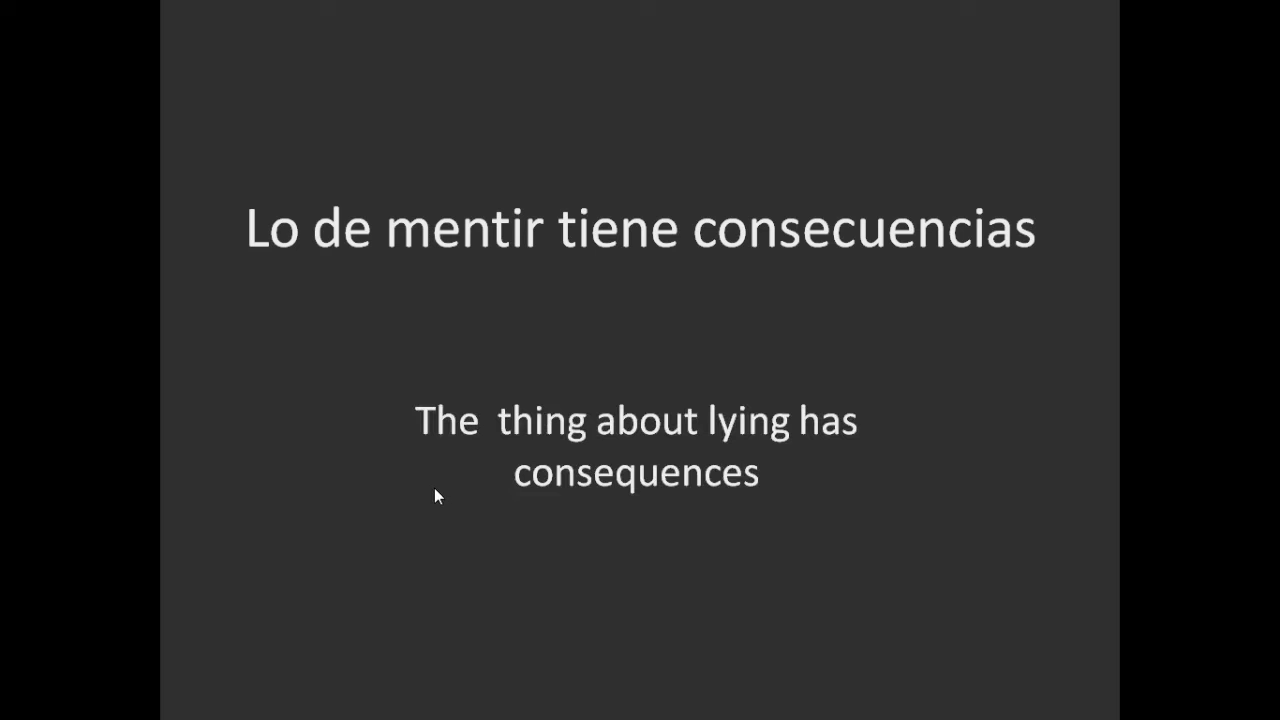 Lo de mentir tiene consecuencias
The  thing about lying has
consequences